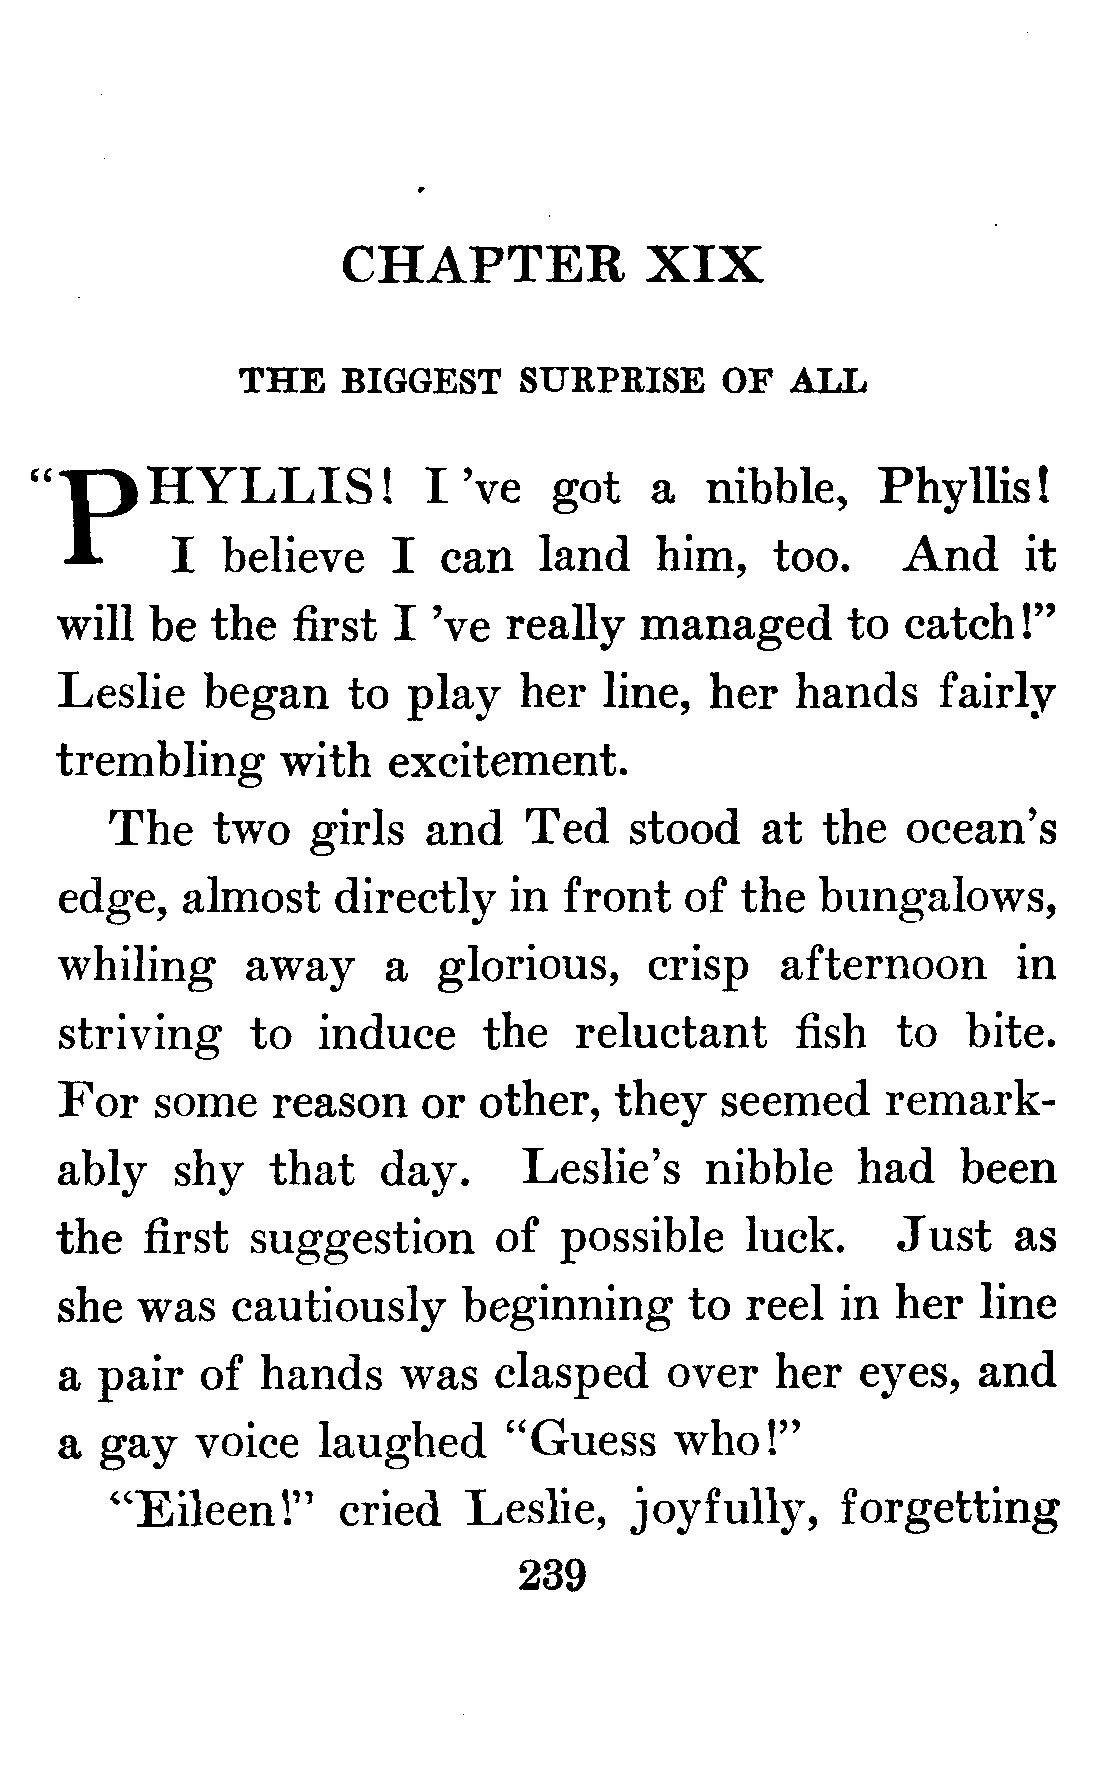 CHAPTER XIX
THE BIGGEST SURPRISE OF ALL
"PHYLLIS! I 've got a nibble, Phyllis!
I believe I can land him, too. And it
will be the first I 've really managed to catch!"
Leslie began to play her line, her hands fairly
trembling with excitement.
The two girls and Ted stood at the ocean's
edge, almost directly in front of the bungalows,
whiling away a glorious, crisp afternoon in
striving to induce the reluctant fish to bite.
For some reason or other, they seemed remark-
ably shy that day. Leslie's nibble had been
the first suggestion of possible luck. Just as
she was cautiously beginning to reel in her line
a pair of hands was clasped over her eyes, and
a gay voice laughed "Guess who!"
"Eileen!" cried Leslie, joyfully, forgetting
239